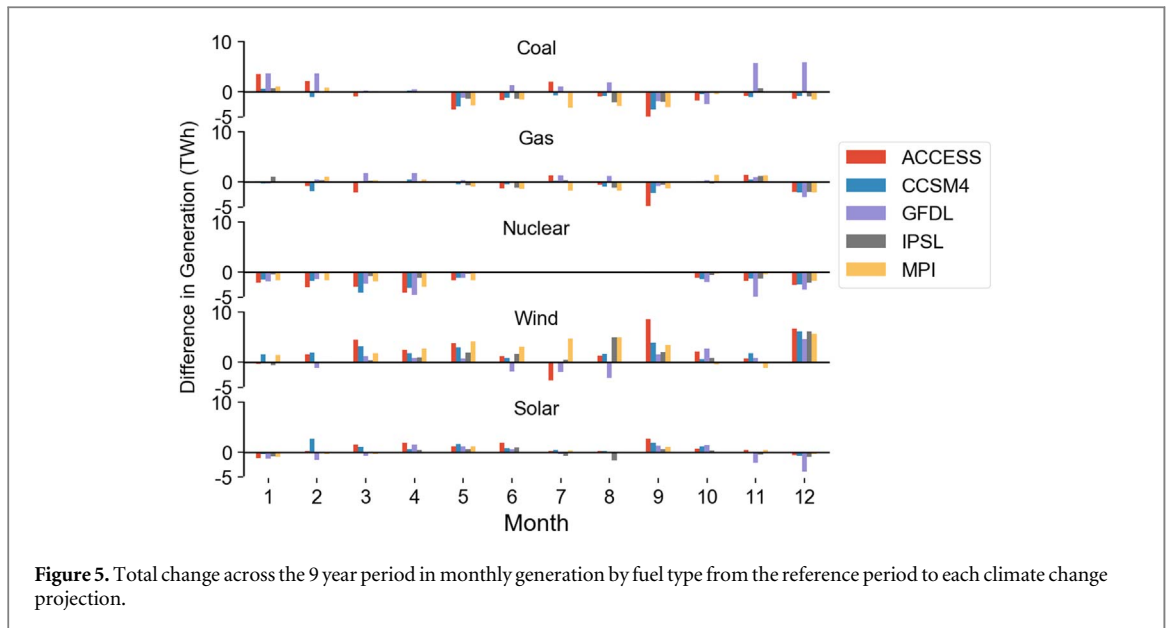 Coal
10
0
-5
Gas
10
0
-5
Nuclear
10
0
-5
Wind
10
0
-5
Solar
10
0
-5
Difference in Generation (TWh)
1 2 3 4 5 6 7 8 9 10 11 12
Month
ACCESS
CCSM4
GFDL
IPSL
MPI
Figure 5. Total change across the 9 year period in monthly generation by fuel type from the reference period to each climate change
projection.